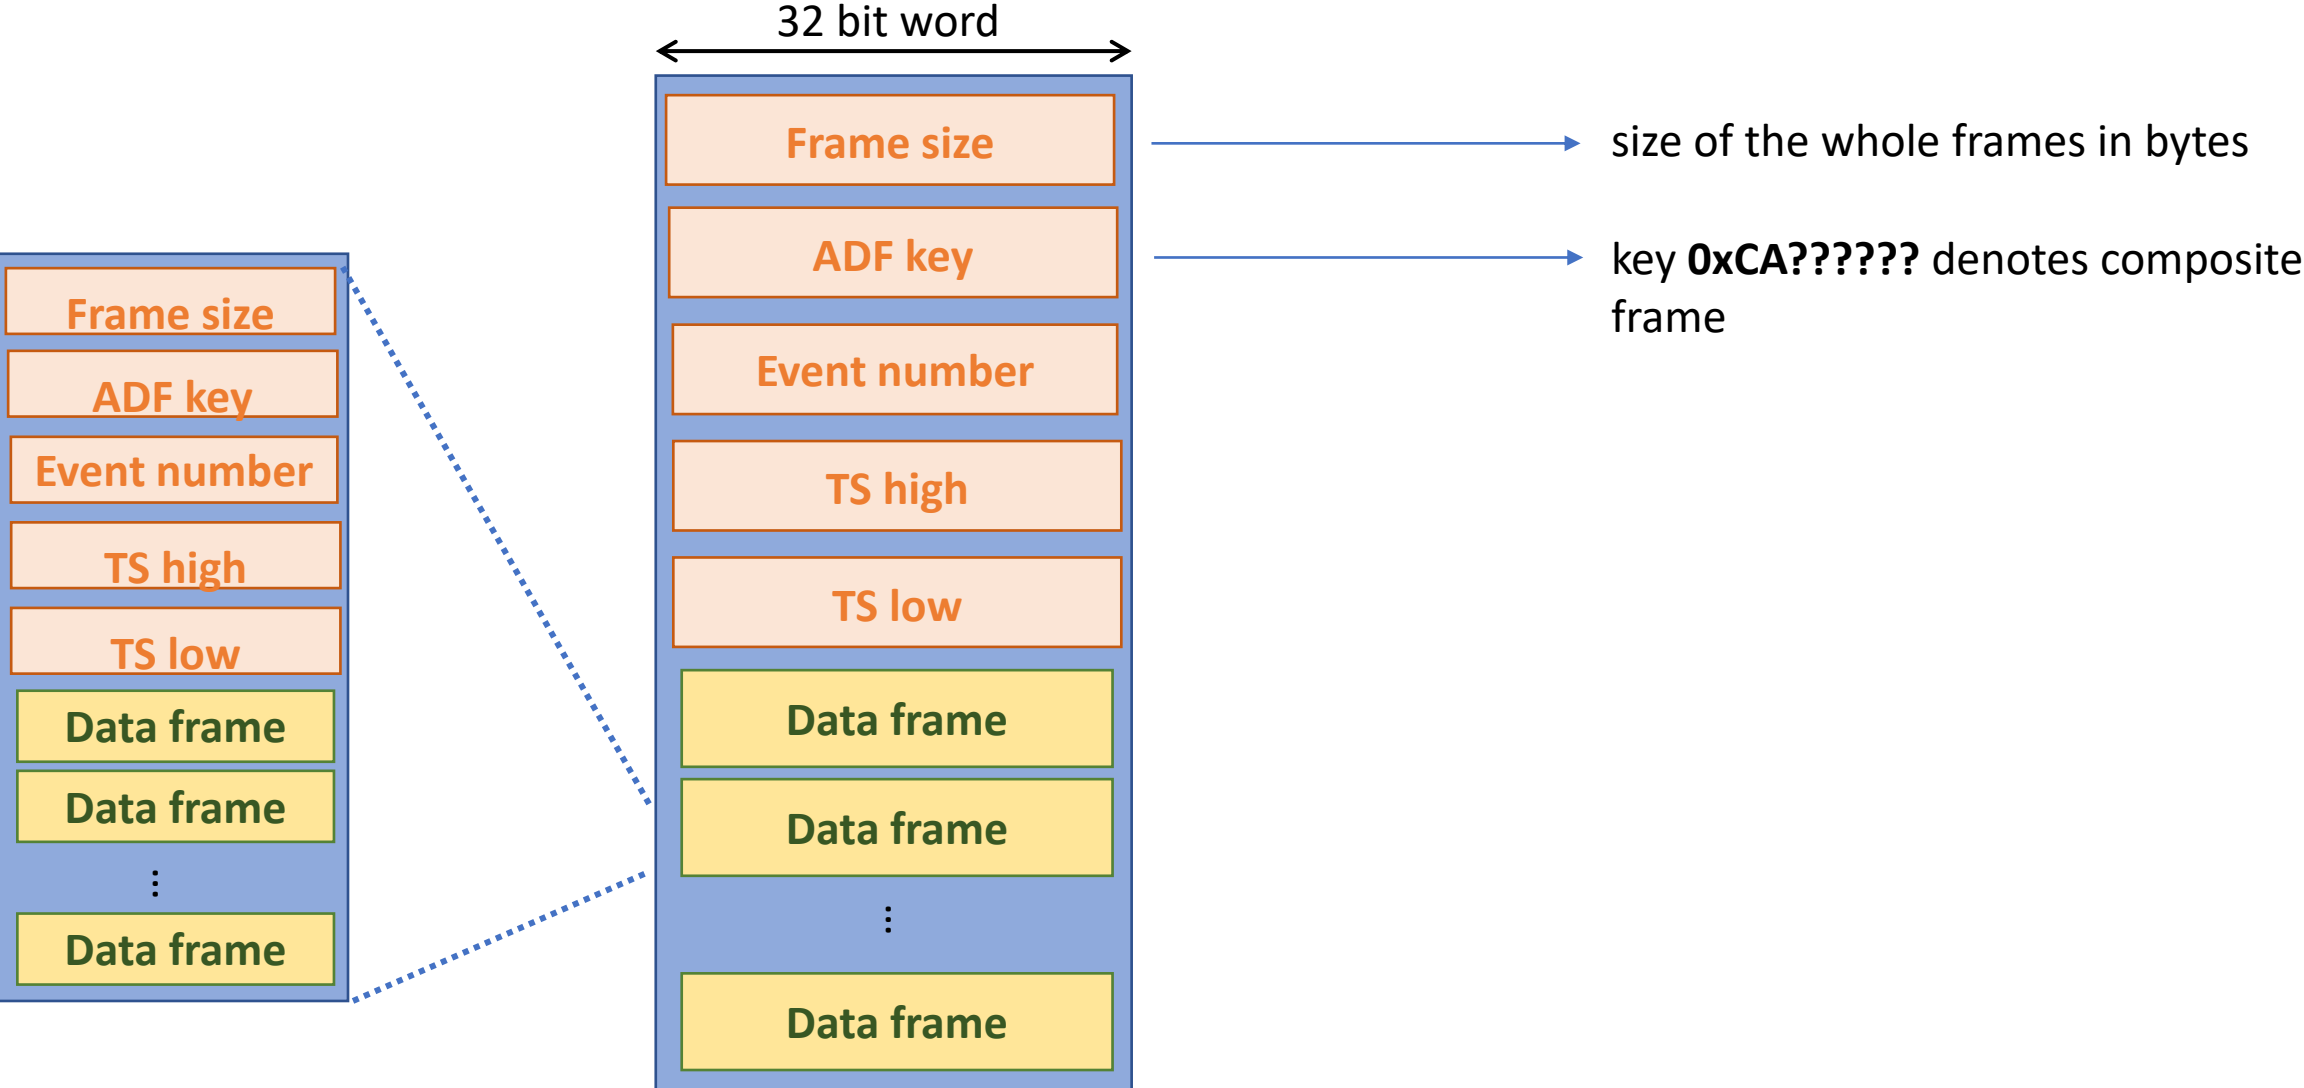 32 bit word
Frame size
ADF key
Event number
TS high
TS low
Data frame
Data frame
...
Data frame
size of the whole frames in bytes
key 0xCA?????? denotes composite
frame
Frame size
ADF key
Event number
TS high
TS low
Data frame
Data frame
...
Data frame